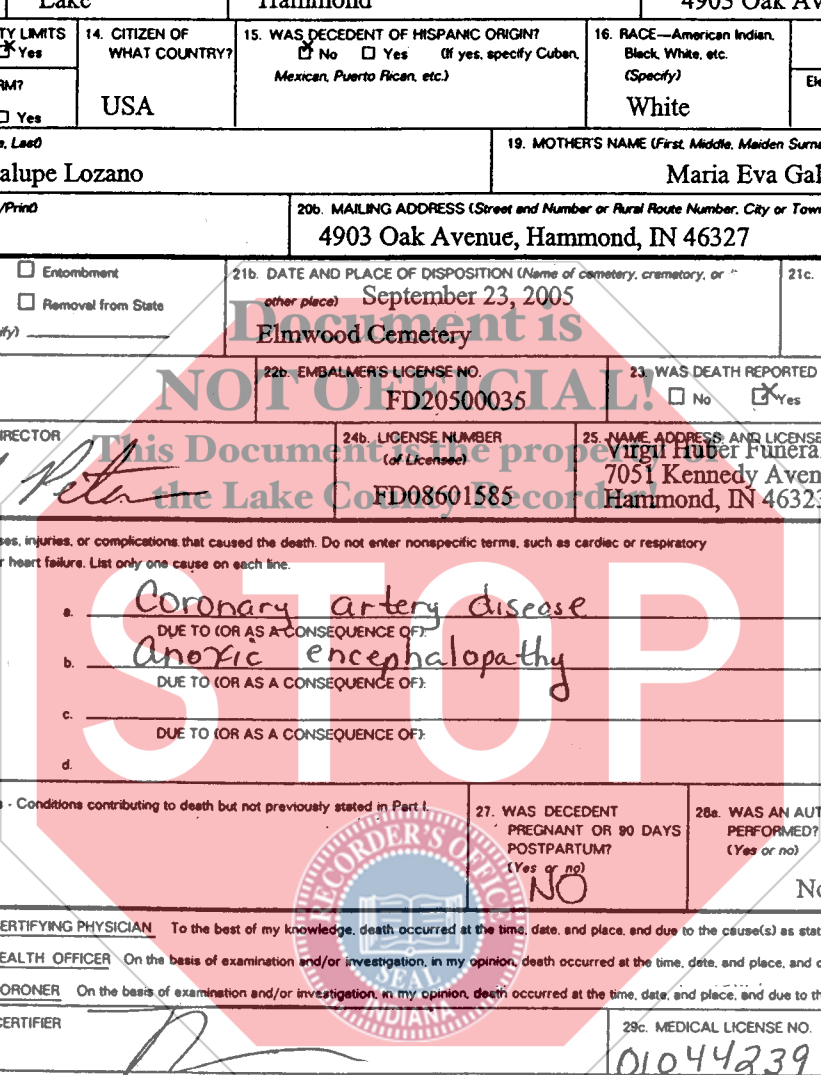 Lake Hammond 4903 Oak Av
TY LIMITS 14. CITIZEN OF 15. WAS DECEDENT OF HISPANIC ORIGIN? 16. RACE—American Indian,
Yes WHAT COUNTRY? No Yes (If yes, specify Cuban, Black, White, etc.
Mexican, Puerto Rican, etc.) (Specify)
RM? USA White
Yes
e, Last) 19. MOTHER'S NAME (First, Middle, Maiden Surna
alupe Lozano Maria Eva Gal
/Print) 20b. MAILING ADDRESS (Street and Number or Rural Route Number, City or Town
4903 Oak Avenue, Hammond, IN 46327
Entombment 21b. DATE AND PLACE OF DISPOSITION (Name of cemetery, crematory, or 21c.
Removal from State other place) September 23, 2005
ify) Elmwood Cemetery
Document is
NOT OFFICIAL!
This Document is the property of
the Lake County Recorder!
22b. EMBALMER'S LICENSE NO. 23. WAS DEATH REPORTED
FD20500035 No Yes
IRECTOR 24b. LICENSE NUMBER 25. NAME, ADDRESS, AND LICENSE
(of Licensee) Virgil Huber Funera
FD08601585 7051 Kennedy Aven
Hammond, IN 46323
ses, injuries, or complications that caused the death. Do not enter nonspecific terms, such as cardiac or respiratory
r heart failure. List only one cause on each line.
STOP
a. Coronary artery disease
DUE TO (OR AS A CONSEQUENCE OF):
b. anoxic encephalopathy
DUE TO (OR AS A CONSEQUENCE OF):
c.
DUE TO (OR AS A CONSEQUENCE OF):
d.
s - Conditions contributing to death but not previously stated in Part I. 27. WAS DECEDENT 28a. WAS AN AUT
PREGNANT OR 90 DAYS PERFORMED?
POSTPARTUM? (Yes or no)
(Yes or no)
NO No
RECORDER'S OFFICE
SEAL
INDIANA
ERTIFYING PHYSICIAN To the best of my knowledge, death occurred at the time, date, and place, and due to the cause(s) as stat
EALTH OFFICER On the basis of examination and/or investigation, in my opinion, death occurred at the time, date, and place, and d
ORONER On the basis of examination and/or investigation, in my opinion, death occurred at the time, date, and place, and due to th
CERTIFIER 29c. MEDICAL LICENSE NO.
01044239